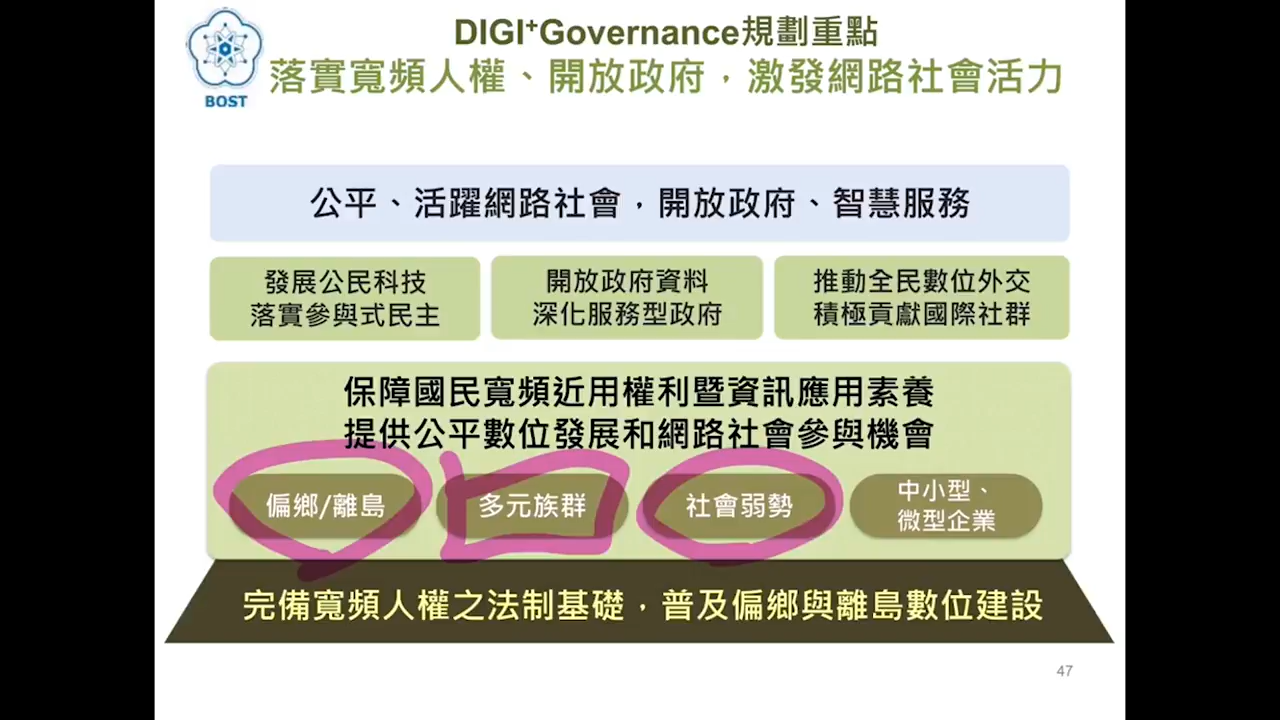 DIGI⁺Governance規劃重點
落實寬頻人權、開放政府，激發網路社會活力
BOST
公平、活躍網路社會，開放政府、智慧服務
發展公民科技
落實參與式民主
開放政府資料
深化服務型政府
推動全民數位外交
積極貢獻國際社群
保障國民寬頻近用權利暨資訊應用素養
提供公平數位發展和網路社會參與機會
偏鄉/離島
多元族群
社會弱勢
中小型、
微型企業
完備寬頻人權之法制基礎，普及偏鄉與離島數位建設
47